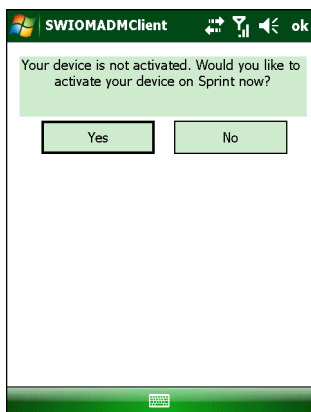 SWIOMADMClient ok
Your device is not activated. Would you like to
activate your device on Sprint now?
Yes No